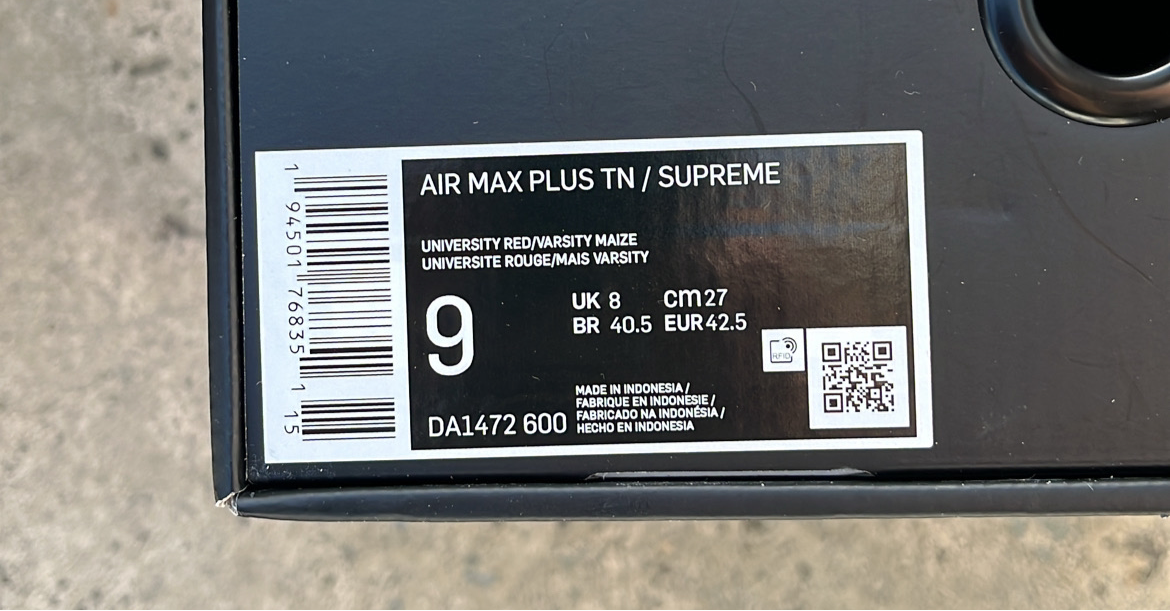 AIR MAX PLUS TN / SUPREME
UNIVERSITY RED/VARSITY MAIZE
UNIVERSITE ROUGE/MAIS VARSITY
9
UK 8 cm 27
BR 40.5 EUR 42.5
RFID
MADE IN INDONESIA /
FABRIQUE EN INDONESIE /
FABRICADO NA INDONÉSIA /
HECHO EN INDONESIA
DA1472 600
1 94501 76835 1 15